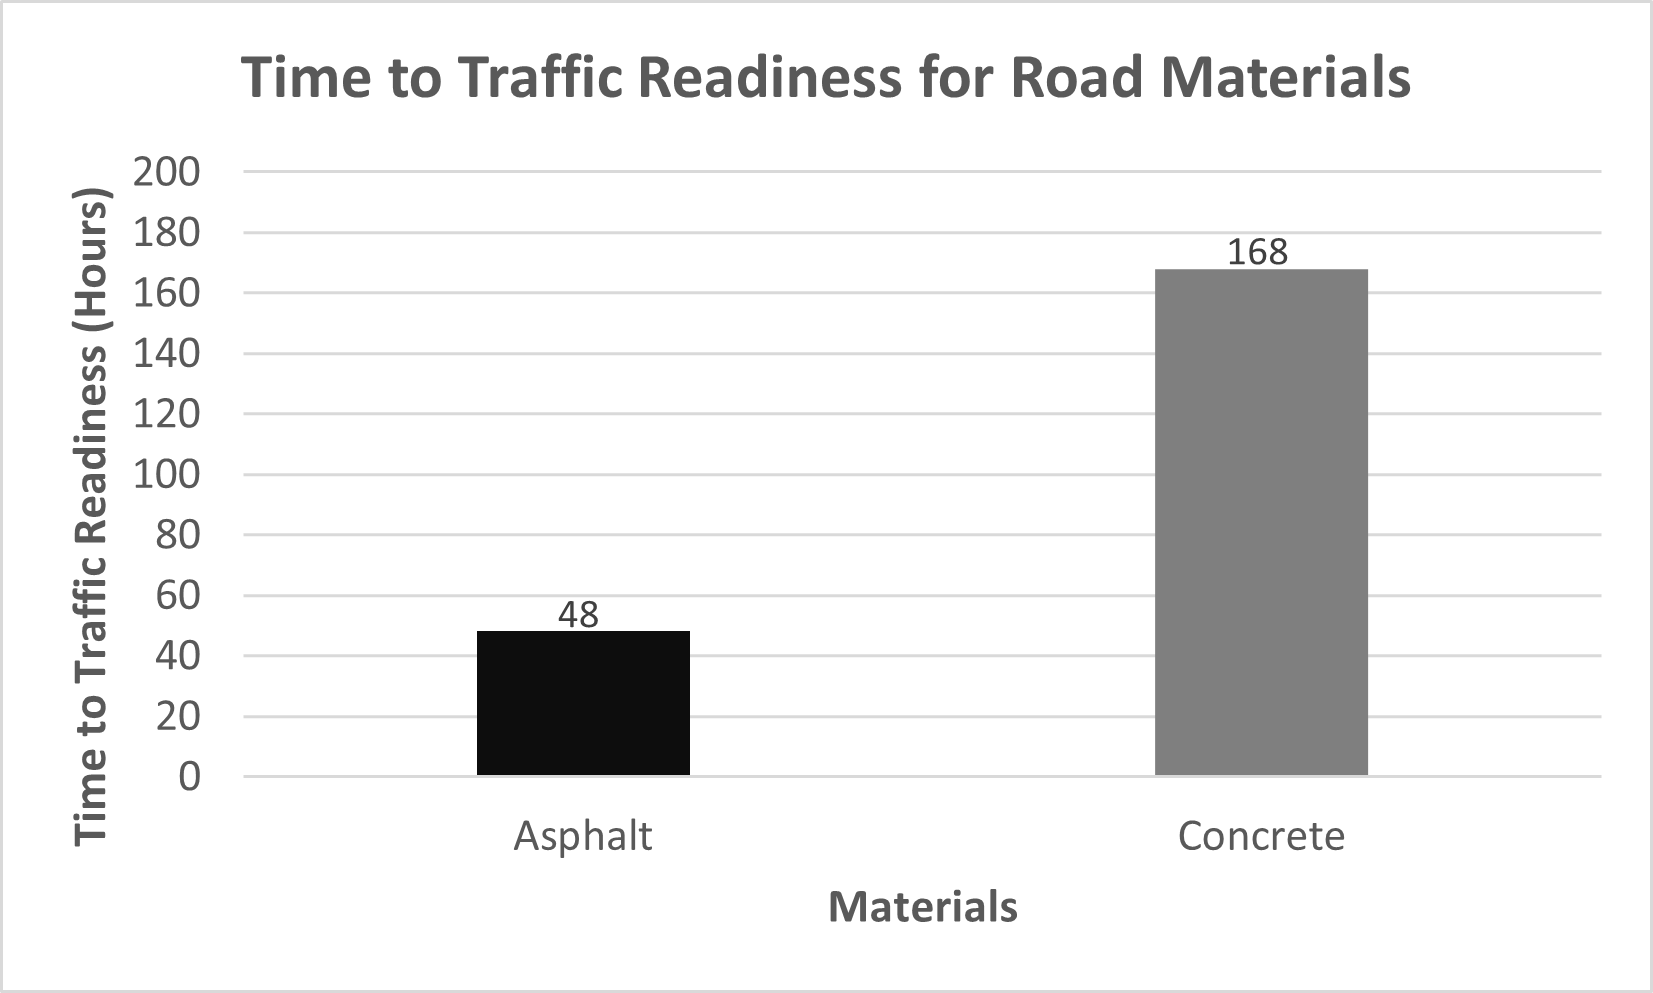 Time to Traffic Readiness for Road Materials
Time to Traffic Readiness (Hours)
200
180
160
140
120
100
80
60
40
20
0
48
168
Asphalt
Concrete
Materials